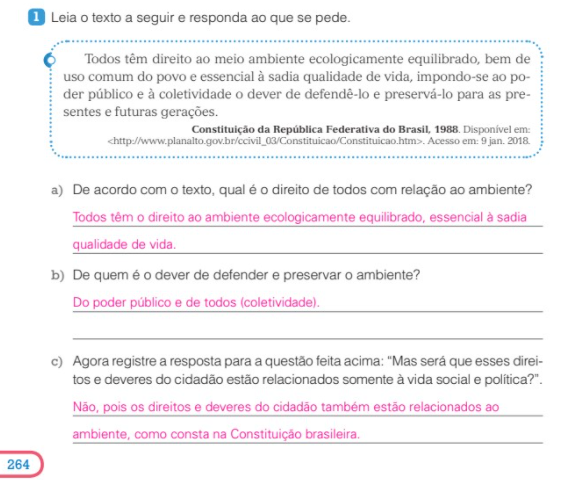 1 Leia o texto a seguir e responda ao que se pede.
Todos têm direito ao meio ambiente ecologicamente equilibrado, bem de
uso comum do povo e essencial à sadia qualidade de vida, impondo-se ao po-
der público e à coletividade o dever de defendê-lo e preservá-lo para as pre-
sentes e futuras gerações.
Constituição da República Federativa do Brasil, 1988. Disponível em:
<http://www.planalto.gov.br/ccivil_03/Constituicao/Constituicao.htm>. Acesso em: 9 jan. 2018.
a) De acordo com o texto, qual é o direito de todos com relação ao ambiente?
Todos têm o direito ao ambiente ecologicamente equilibrado, essencial à sadia
qualidade de vida.
b) De quem é o dever de defender e preservar o ambiente?
Do poder público e de todos (coletividade).
c) Agora registre a resposta para a questão feita acima: "Mas será que esses direi-
tos e deveres do cidadão estão relacionados somente à vida social e política?".
Não, pois os direitos e deveres do cidadão também estão relacionados ao
ambiente, como consta na Constituição brasileira.
264